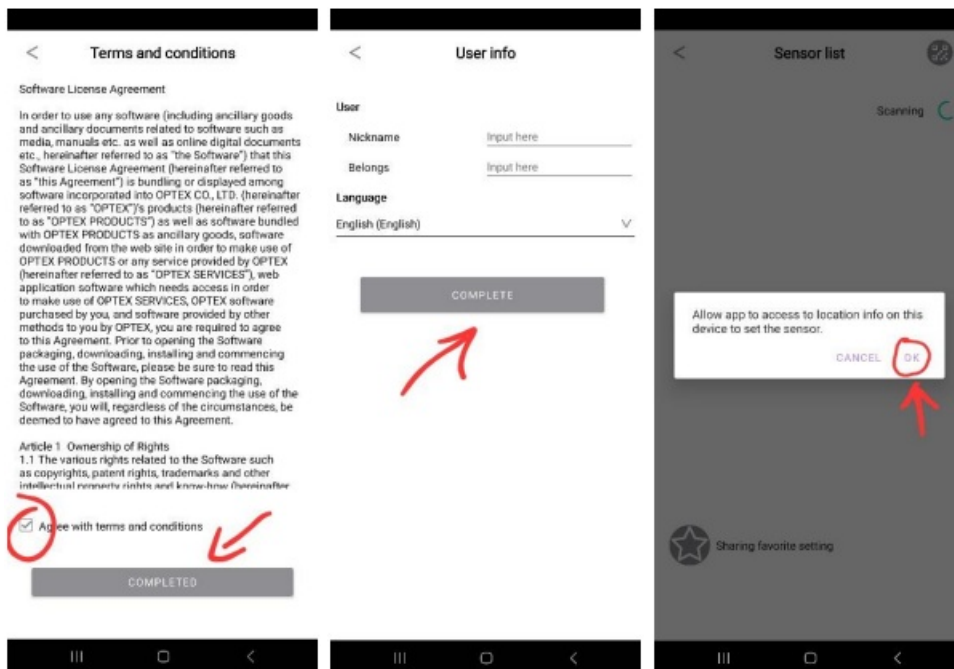 Terms and conditions
Software License Agreement
In order to use any software (including ancillary goods
and ancillary documents related to software such as
media, manuals etc. as well as online digital documents
etc., hereinafter referred to as "the Software") that this
Software License Agreement (hereinafter referred to
as "this Agreement") is bundling or displayed among
software incorporated into OPTEX CO., LTD. (hereinafter
referred to as "OPTEX")'s products (hereinafter referred
to as "OPTEX PRODUCTS") as well as software bundled
with OPTEX PRODUCTS as ancillary goods, software
downloaded from the web site in order to make use of
OPTEX PRODUCTS or any service provided by OPTEX
(hereinafter referred to as "OPTEX SERVICES"), web
application software which needs access in order
to make use of OPTEX SERVICES, OPTEX software
purchased by you, and software provided by other
methods to you by OPTEX, you are required to agree
to this Agreement. Prior to opening the Software
packaging, downloading, installing and commencing
the use of the Software, please be sure to read this
Agreement. By opening the Software packaging,
downloading, installing and commencing the use of the
Software, you will, regardless of the circumstances, be
deemed to have agreed to this Agreement.
Article 1 Ownership of Rights
1.1 The various rights related to the Software such
as copyrights, patent rights, trademarks and other
intellectual property rights and know-how (hereinafter
Agree with terms and conditions
COMPLETED
User info
User
Nickname Input here
Belongs Input here
Language
English (English)
COMPLETE
Sensor list
Scanning
Allow app to access to location info on this
device to set the sensor.
CANCEL OK
Sharing favorite setting